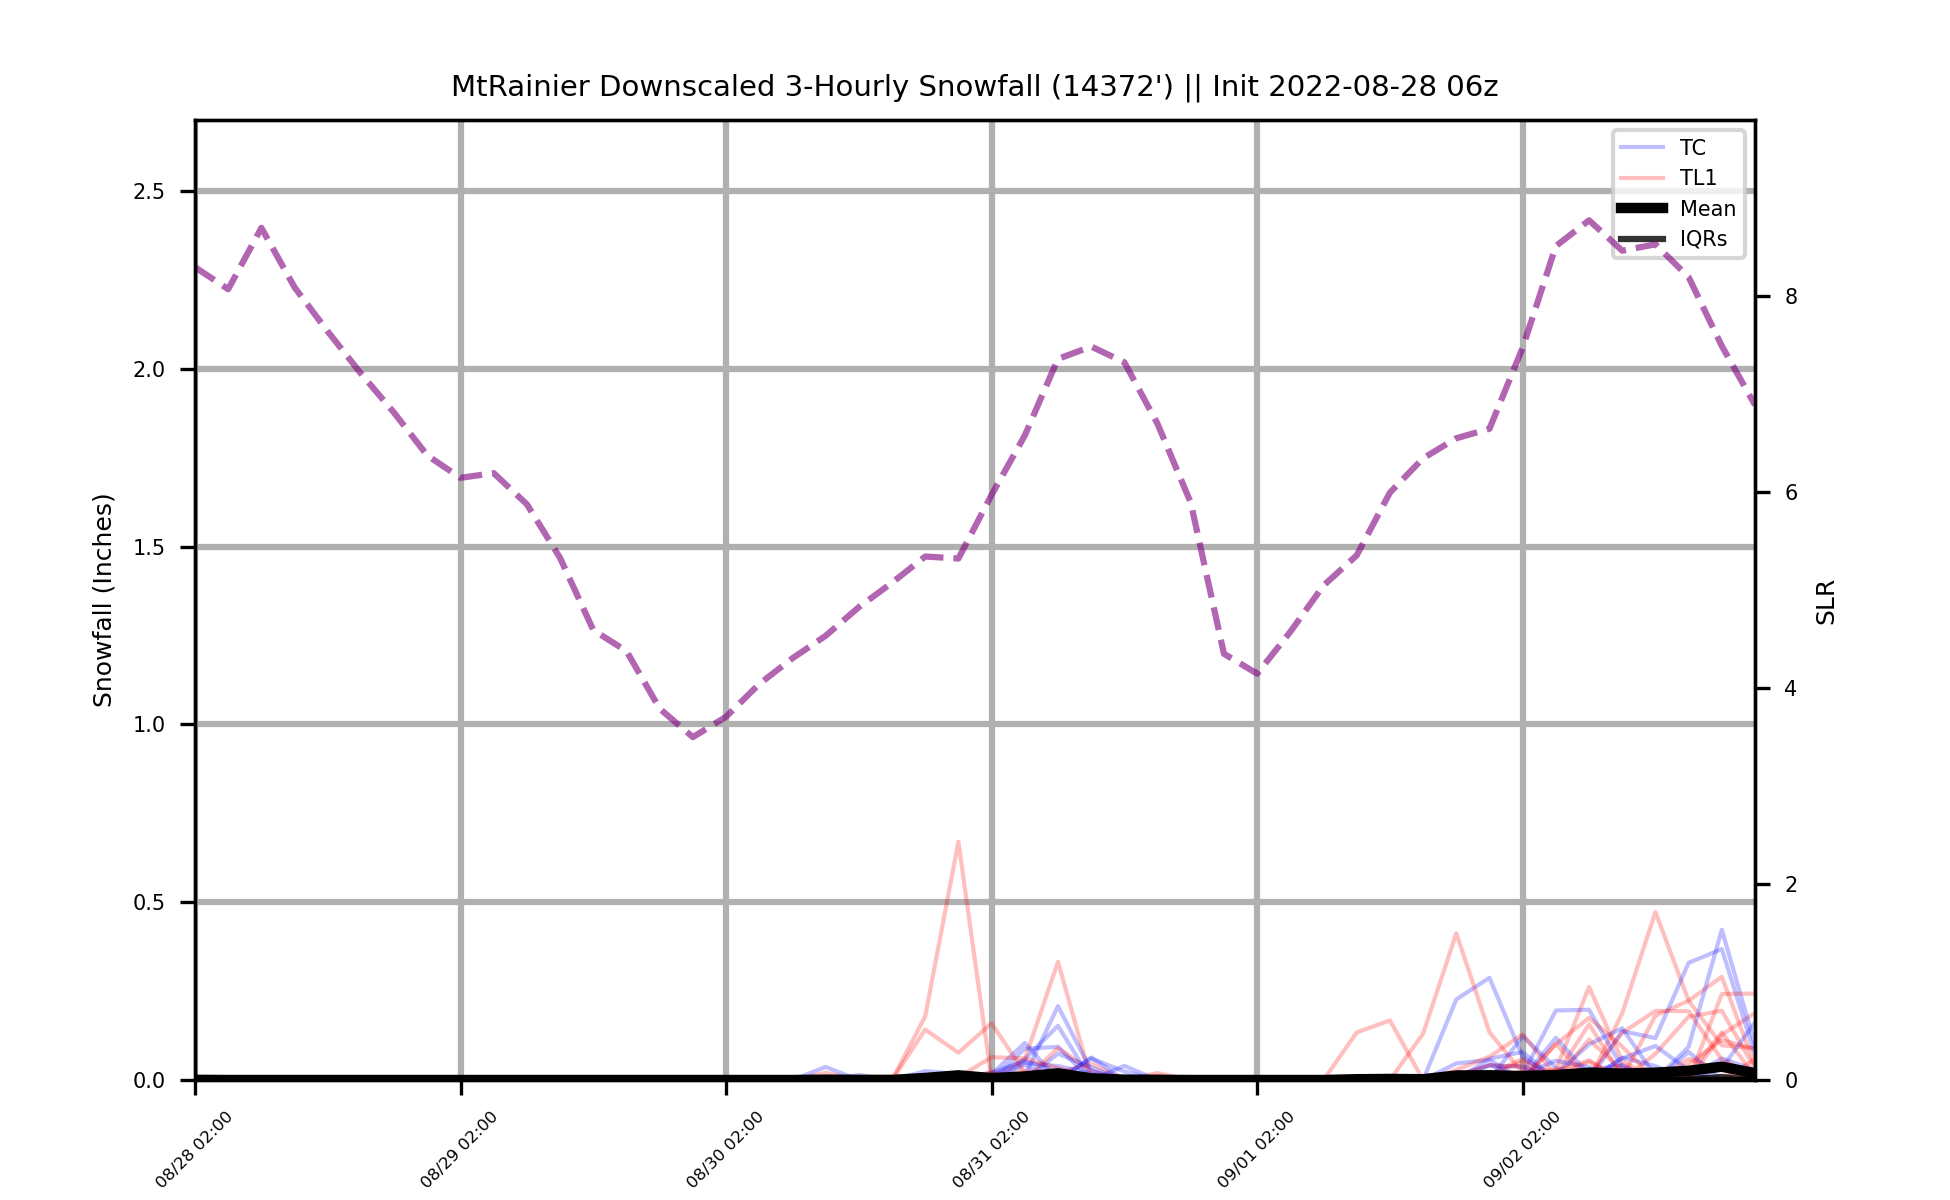 MtRainier Downscaled 3-Hourly Snowfall (14372') || Init 2022-08-28 06z
TC
TL1
Mean
IQRs
Snowfall (Inches)
2.5
2.0
1.5
1.0
0.5
0.0
SLR
8
6
4
2
0
08/28 02:00
08/29 02:00
08/30 02:00
08/31 02:00
09/01 02:00
09/02 02:00